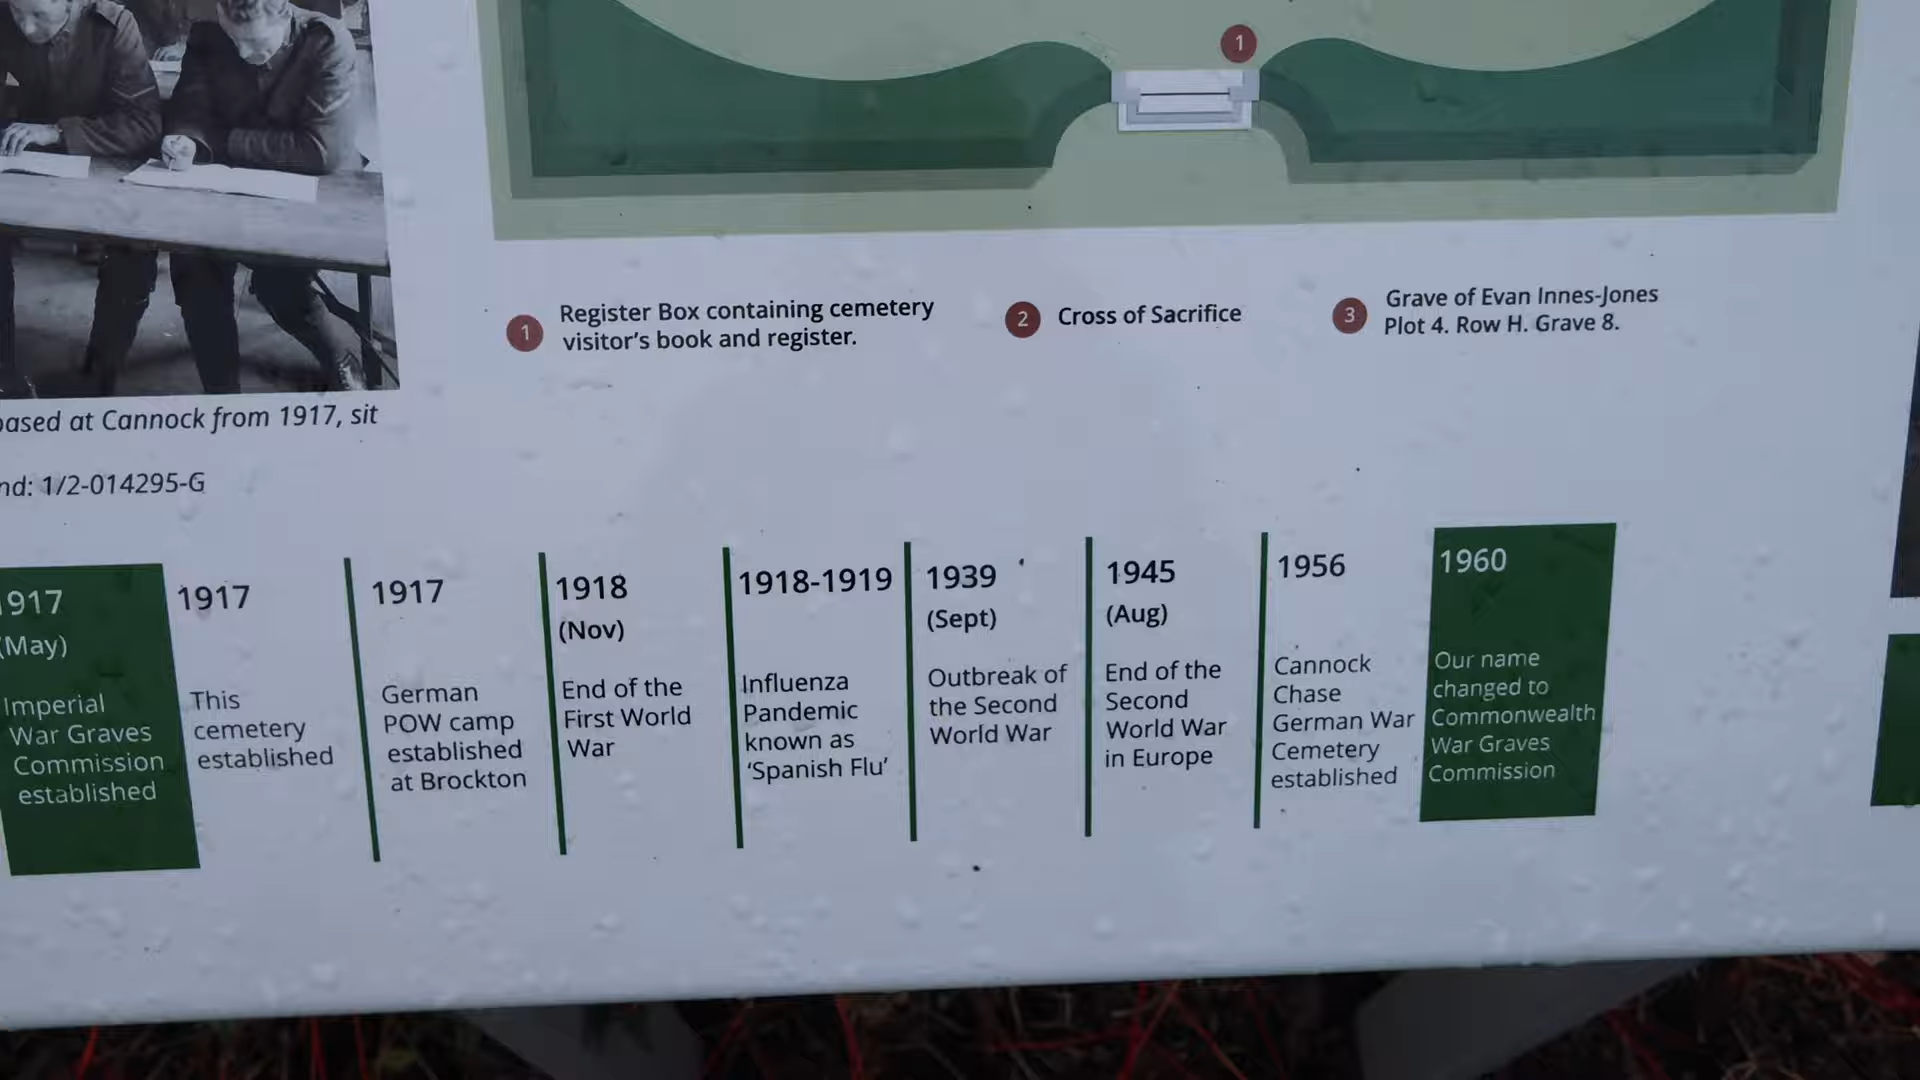 1
1
Register Box containing cemetery
visitor's book and register.
2
Cross of Sacrifice
3
Grave of Evan Innes-Jones
Plot 4. Row H. Grave 8.
based at Cannock from 1917, sit
nd: 1/2-014295-G
1917
(May)
Imperial
War Graves
Commission
established
1917
This
cemetery
established
1917
German
POW camp
established
at Brockton
1918
(Nov)
End of the
First World
War
1918-1919
Influenza
Pandemic
known as
'Spanish Flu'
1939
(Sept)
Outbreak of
the Second
World War
1945
(Aug)
End of the
Second
World War
in Europe
1956
Cannock
Chase
German War
Cemetery
established
1960
Our name
changed to
Commonwealth
War Graves
Commission